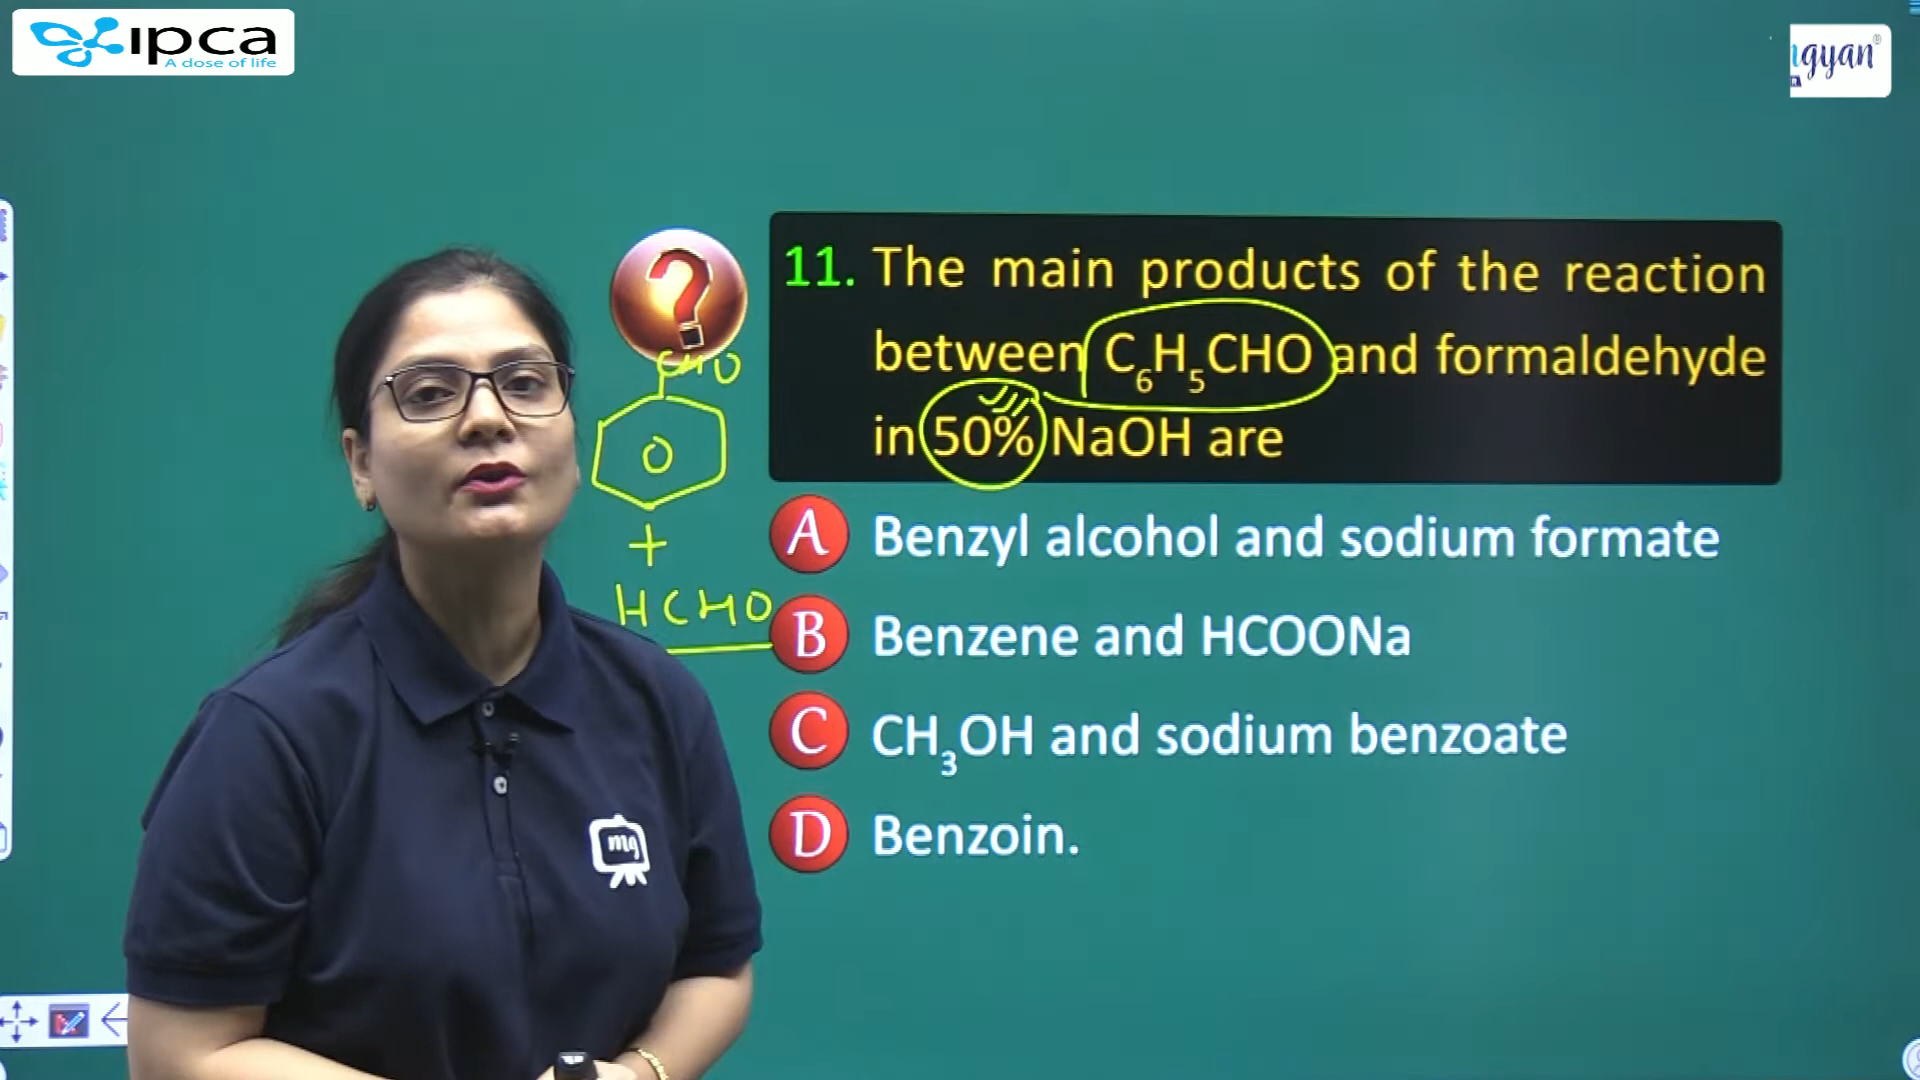 ipca
A dose of life
gyan
11. The main products of the reaction
between C6H5CHO and formaldehyde
in 50% NaOH are
CHO
+
HCHO
A Benzyl alcohol and sodium formate
B Benzene and HCOONa
C CH3OH and sodium benzoate
D Benzoin.
mg